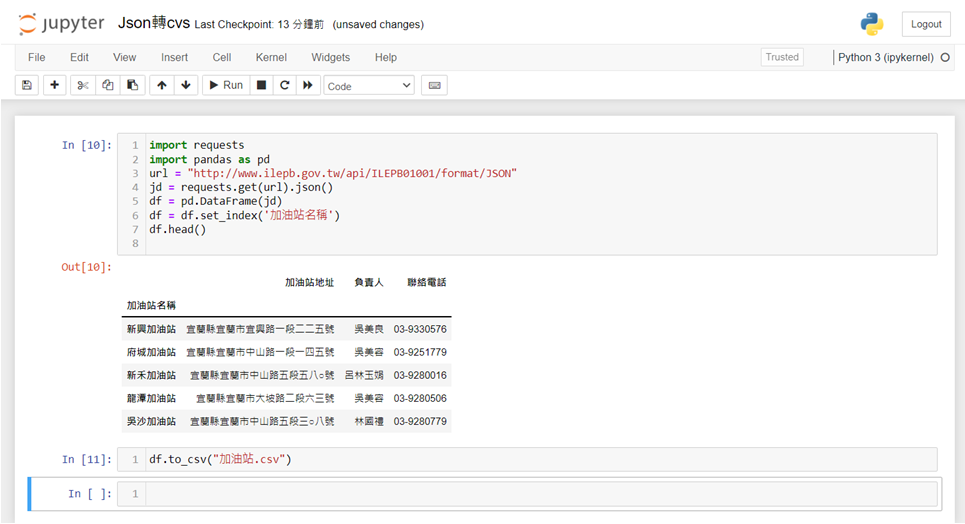 jupyter Json轉cvs Last Checkpoint: 13 分鐘前 (unsaved changes) Logout
File Edit View Insert Cell Kernel Widgets Help Trusted Python 3 (ipykernel)
Run Code
In [10]:
1 import requests
2 import pandas as pd
3 url = "http://www.ilepb.gov.tw/api/ILEPB01001/format/JSON"
4 jd = requests.get(url).json()
5 df = pd.DataFrame(jd)
6 df = df.set_index('加油站名稱')
7 df.head()
8
Out[10]:
加油站地址 負責人 聯絡電話
加油站名稱
新興加油站 宜蘭縣宜蘭市宜興路一段二二五號 吳美良 03-9330576
府城加油站 宜蘭縣宜蘭市中山路一段一四五號 吳美容 03-9251779
新禾加油站 宜蘭縣宜蘭市中山路五段五八○號 呂林玉鴻 03-9280016
龍潭加油站 宜蘭縣宜蘭市大坡路二段六三號 吳美容 03-9280506
吳沙加油站 宜蘭縣宜蘭市中山路五段三○八號 林國禮 03-9280779
In [11]: 1 df.to_csv("加油站.csv")
In [ ]: 1